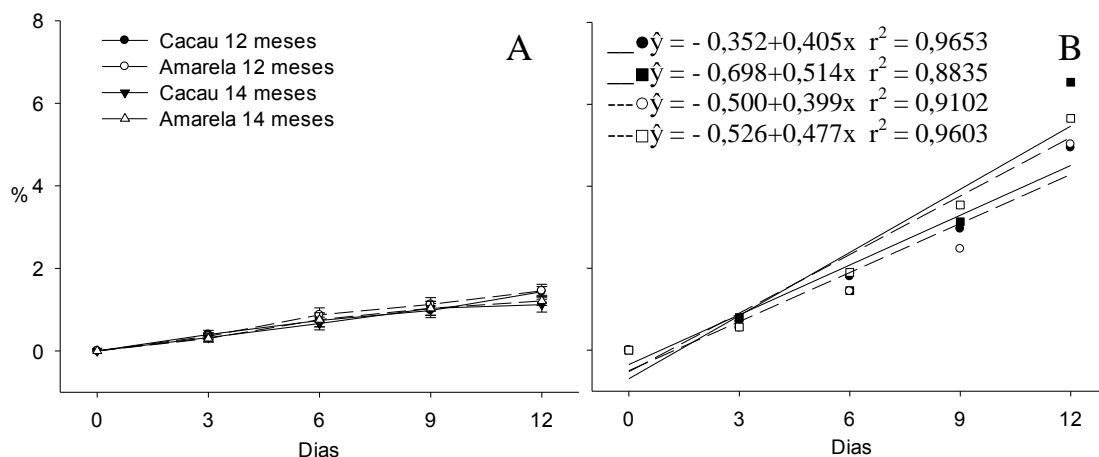 8
6
4
%
2
0
Cacau 12 meses
Amarela 12 meses
Cacau 14 meses
Amarela 14 meses
A
0 3 6 9 12
Dias
ŷ = - 0,352+0,405x r² = 0,9653
ŷ = - 0,698+0,514x r² = 0,8835
ŷ = - 0,500+0,399x r² = 0,9102
ŷ = - 0,526+0,477x r² = 0,9603
B
0 3 6 9 12
Dias